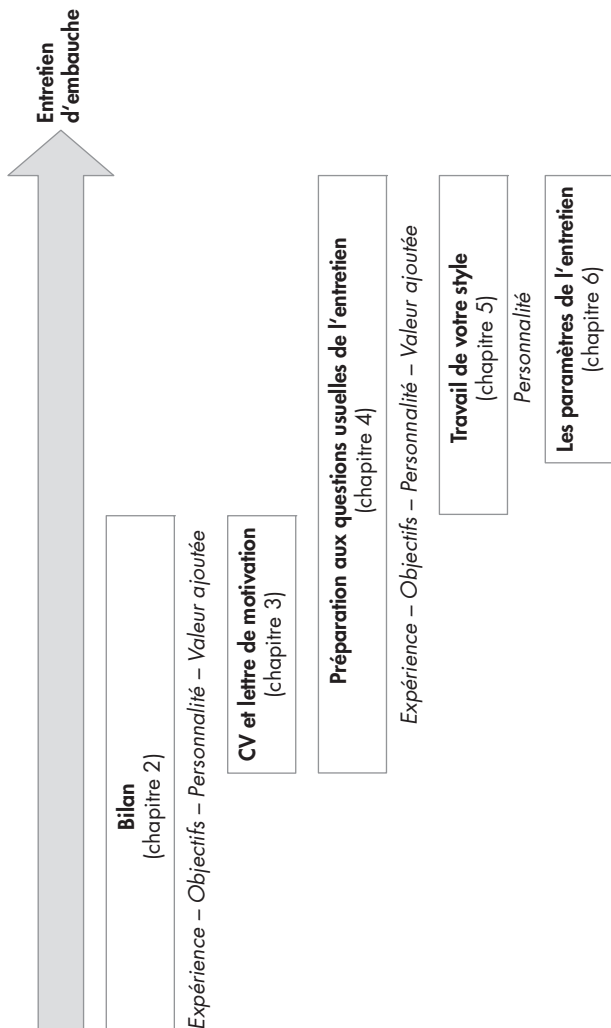 Entretien
d'embauche
Bilan
(chapitre 2)
Expérience – Objectifs – Personnalité – Valeur ajoutée
CV et lettre de motivation
(chapitre 3)
Préparation aux questions usuelles de l'entretien
(chapitre 4)
Expérience – Objectifs – Personnalité – Valeur ajoutée
Travail de votre style
(chapitre 5)
Personnalité
Les paramètres de l'entretien
(chapitre 6)